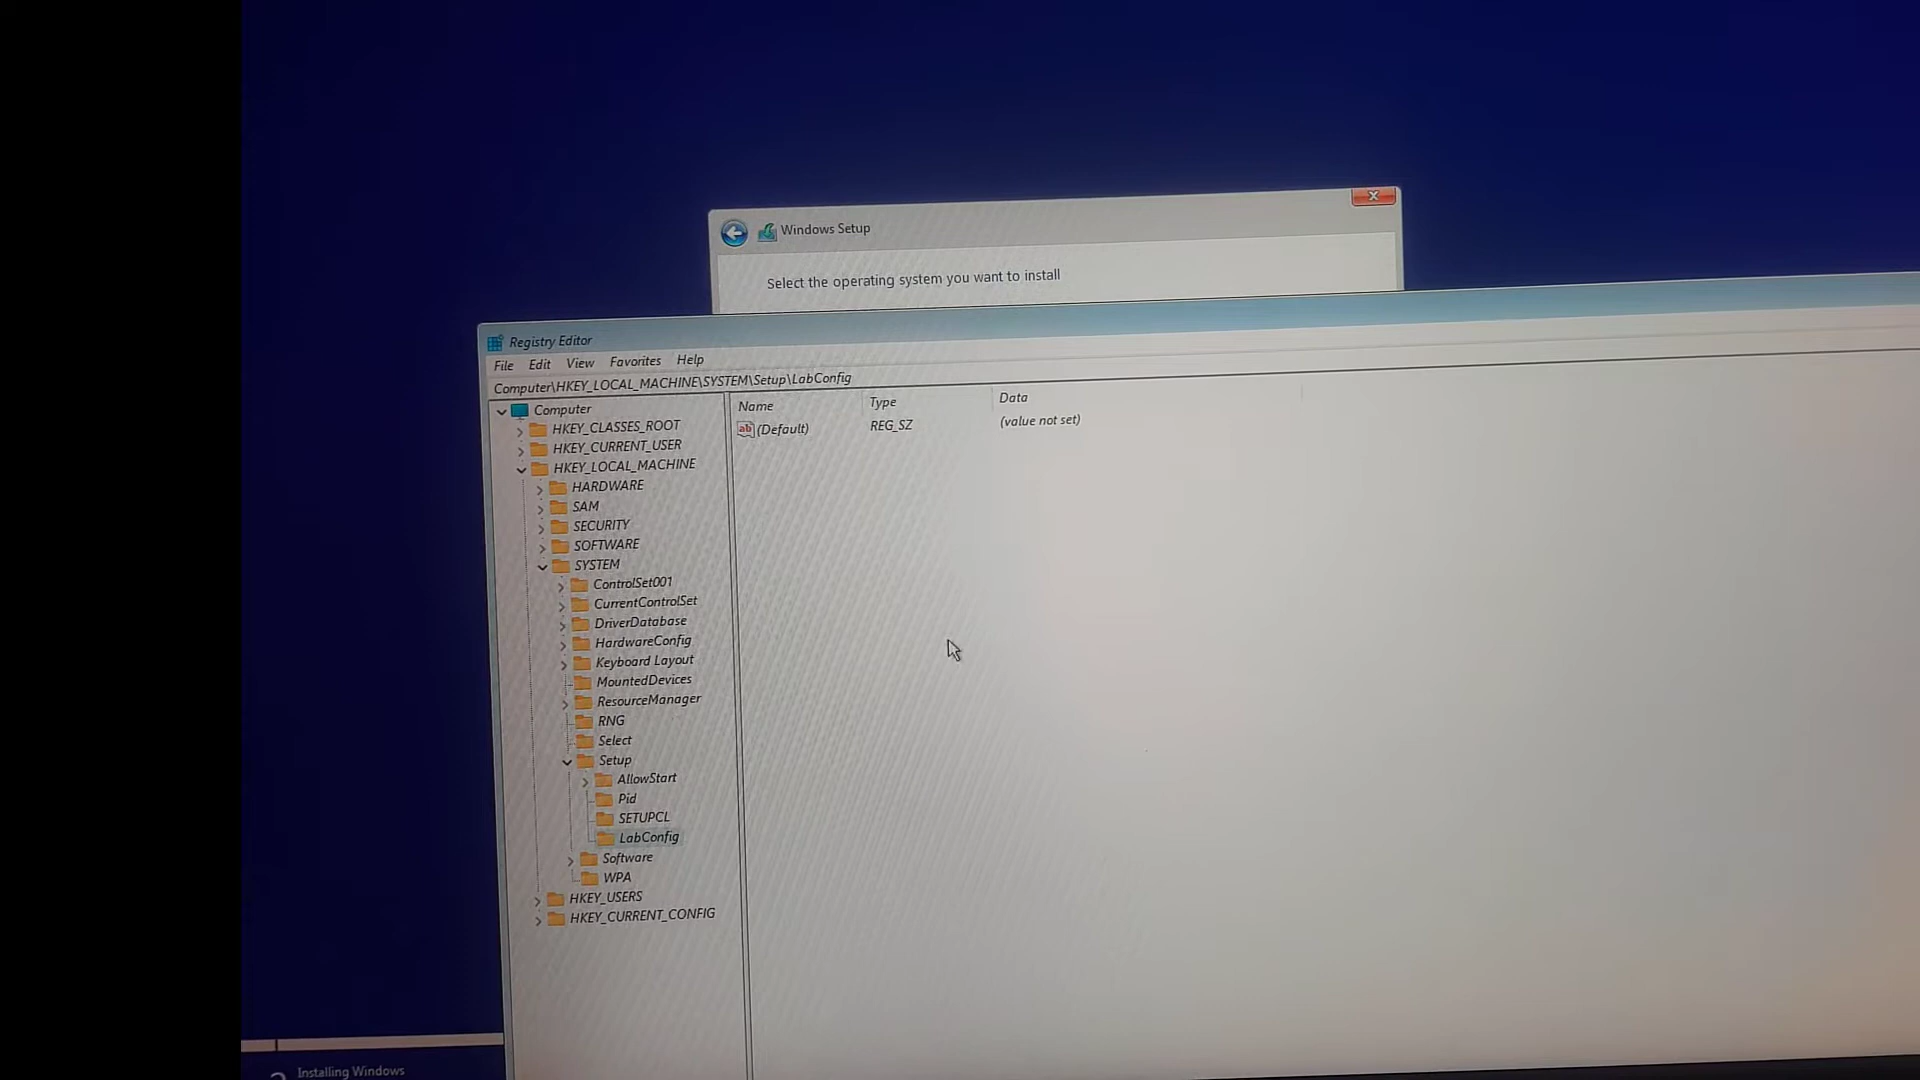 Windows Setup
Select the operating system you want to install
Registry Editor
File Edit View Favorites Help
Computer\HKEY_LOCAL_MACHINE\SYSTEM\Setup\LabConfig
Name Type Data
ab (Default) REG_SZ (value not set)
Computer
HKEY_CLASSES_ROOT
HKEY_CURRENT_USER
HKEY_LOCAL_MACHINE
HARDWARE
SAM
SECURITY
SOFTWARE
SYSTEM
ControlSet001
CurrentControlSet
DriverDatabase
HardwareConfig
Keyboard Layout
MountedDevices
ResourceManager
RNG
Select
Setup
AllowStart
Pid
SETUPCL
LabConfig
Software
WPA
HKEY_USERS
HKEY_CURRENT_CONFIG
Installing Windows